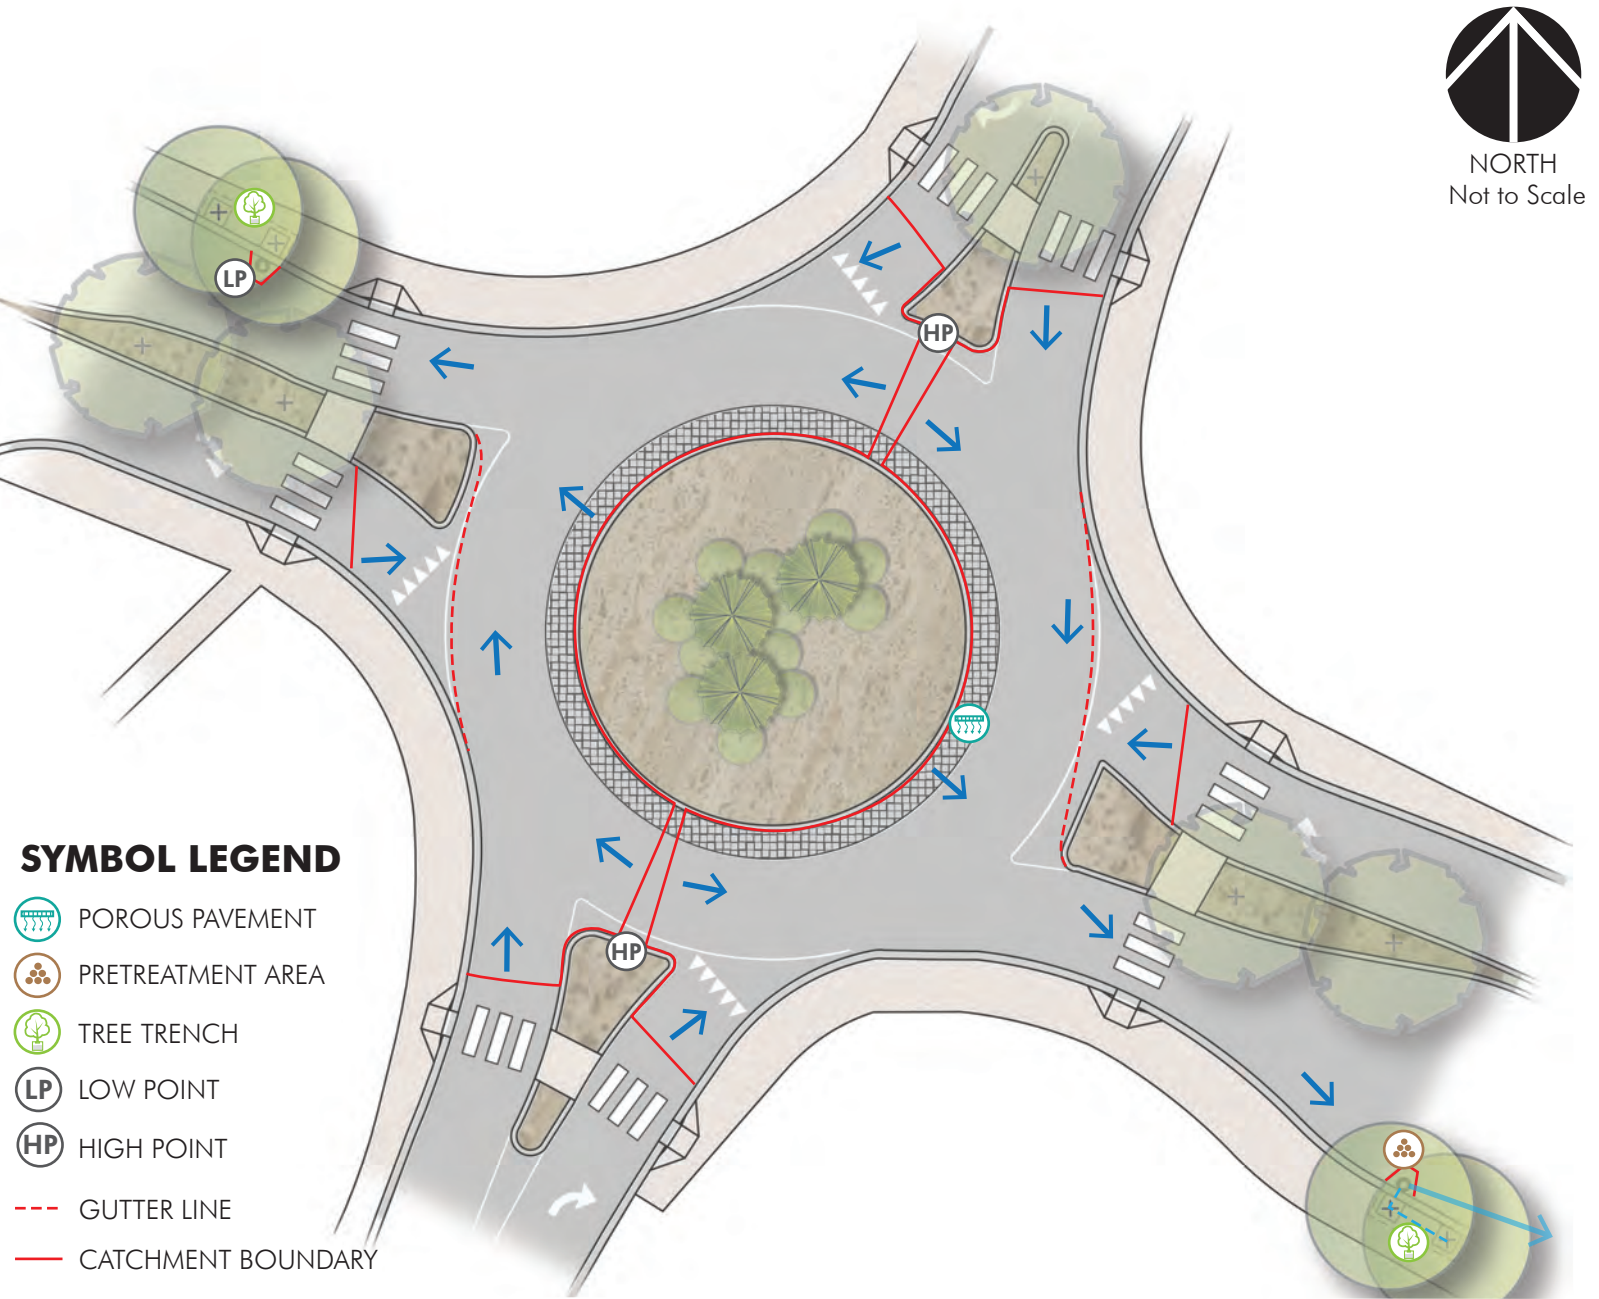 NORTH
Not to Scale
LP
HP
HP
SYMBOL LEGEND
POROUS PAVEMENT
PRETREATMENT AREA
TREE TRENCH
LP LOW POINT
HP HIGH POINT
GUTTER LINE
CATCHMENT BOUNDARY